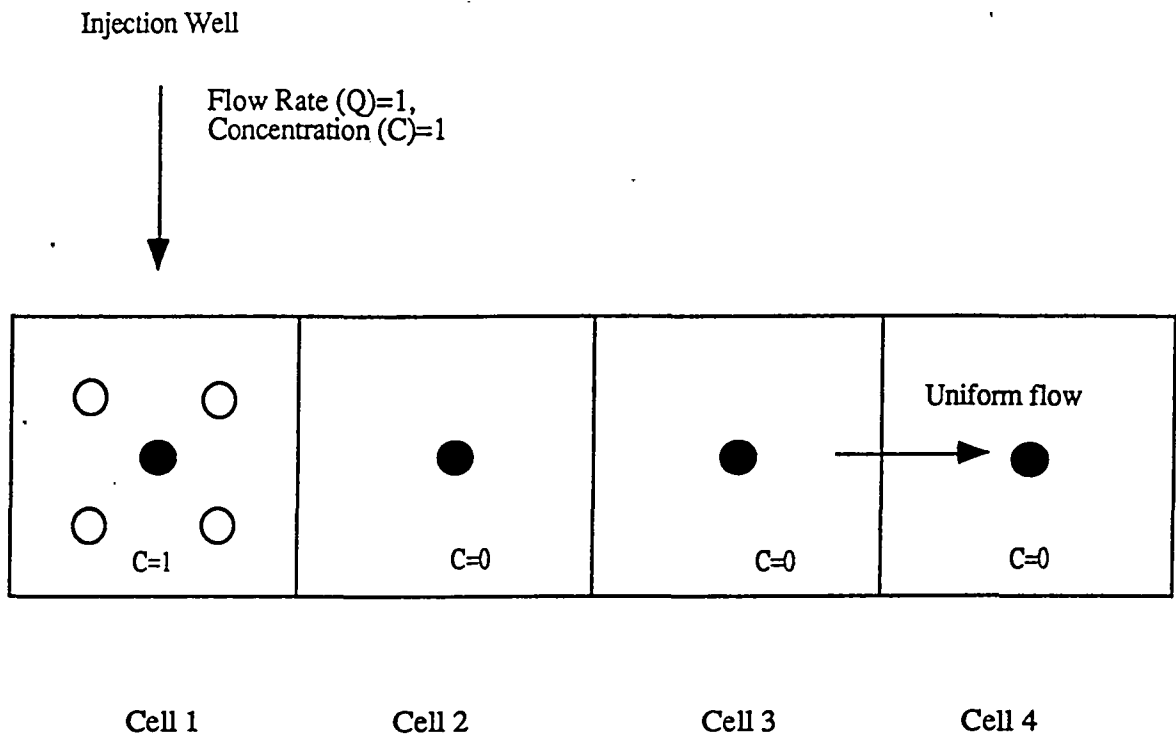 Injection Well
Flow Rate (Q)=1,
Concentration (C)=1
Uniform flow
C=1
C=0
C=0
C=0
Cell 1
Cell 2
Cell 3
Cell 4